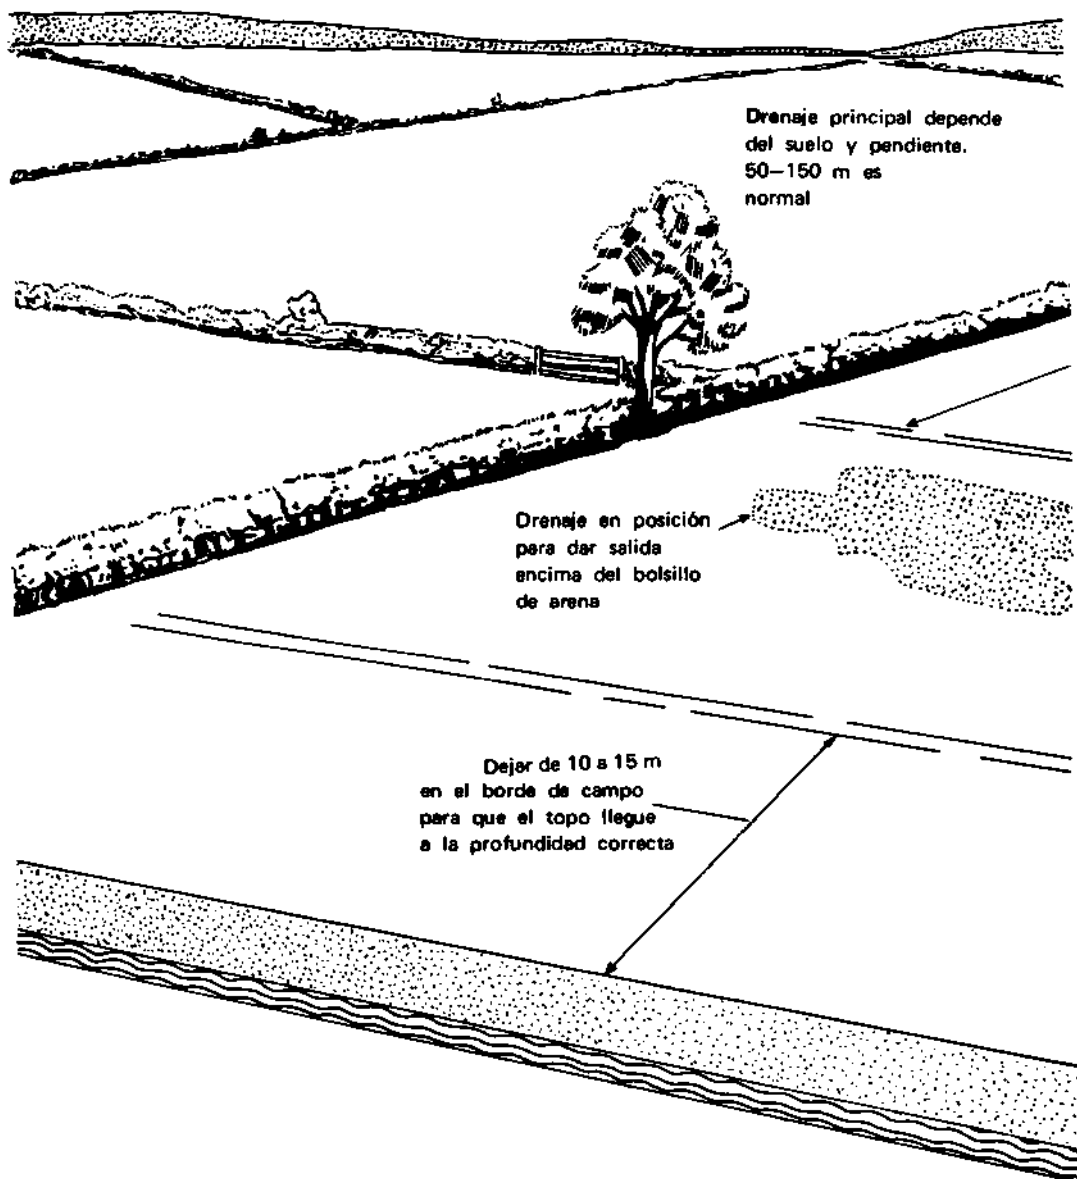 Drenaje principal depende
del suelo y pendiente.
50—150 m es
normal
Drenaje en posición
para dar salida
encima del bolsillo
de arena
Dejar de 10 a 15 m
en el borde de campo
para que el topo llegue
a la profundidad correcta